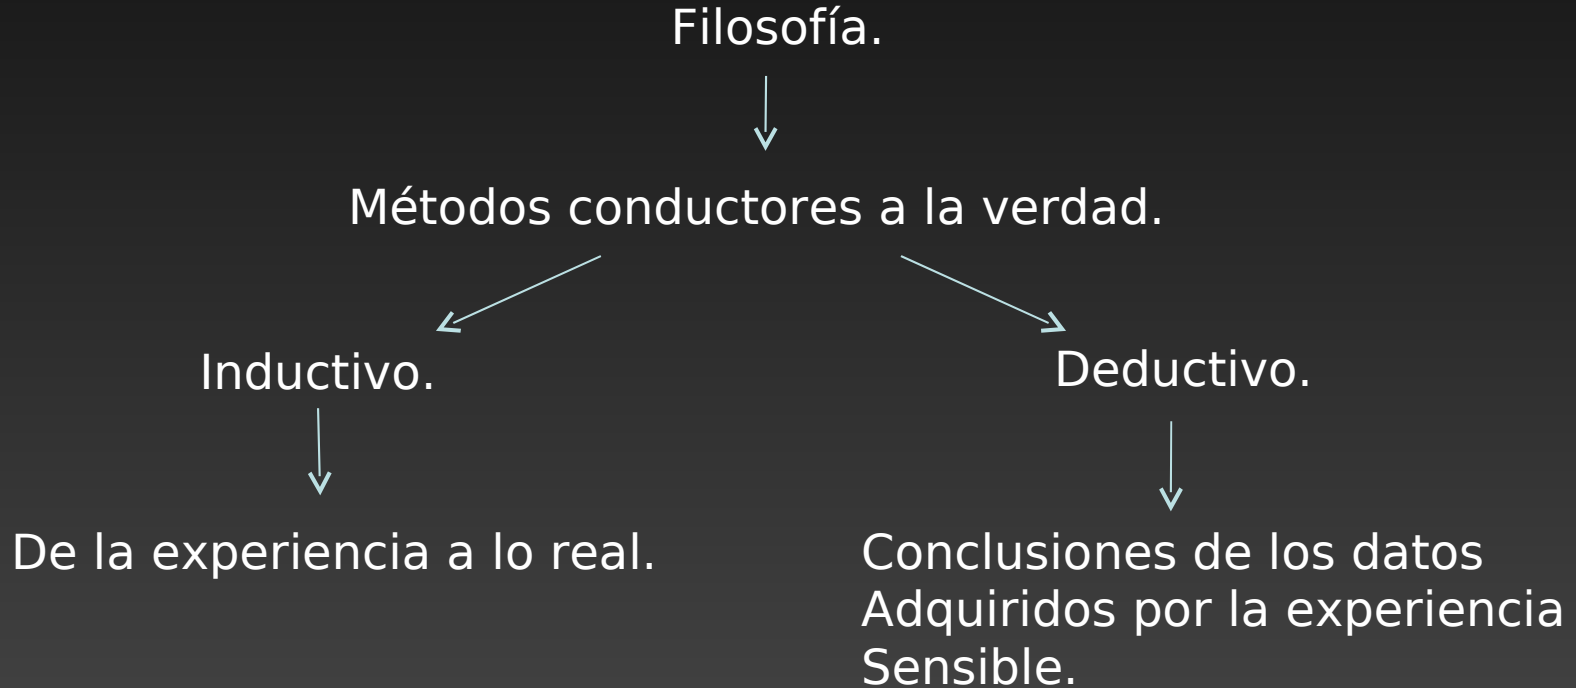 Filosofía.
Métodos conductores a la verdad.
Inductivo.
Deductivo.
De la experiencia a lo real.
Conclusiones de los datos
Adquiridos por la experiencia
Sensible.